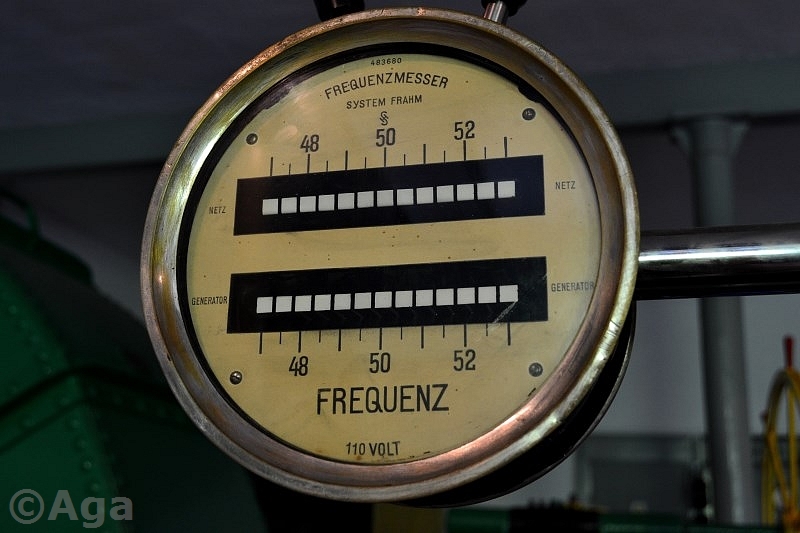 483680
FREQUENZMESSER
SYSTEM FRAHM
48 50 52
NETZ NETZ
GENERATOR GENERATOR
48 50 52
FREQUENZ
110 VOLT
©Aga